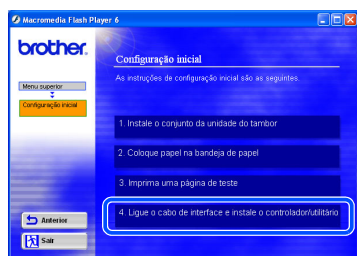 Macromedia Flash Player 6
brother.
Configuração inicial
As instruções de configuração inicial são as seguintes.
Menu superior
Configuração inicial
1. Instale o conjunto da unidade do tambor
2. Coloque papel na bandeja de papel
3. Imprima uma página de teste
4. Ligue o cabo de interface e instale o controlador/utilitário
Anterior
Sair